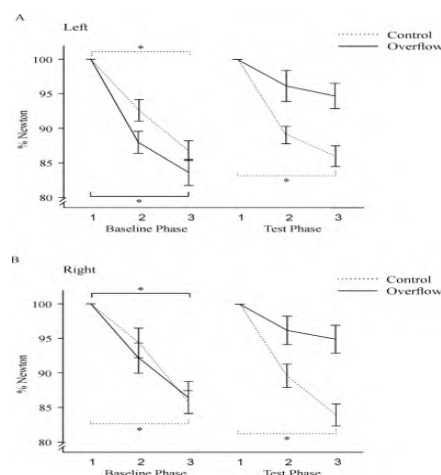 A
Left
Control
Overflow
*
100
95
90
85
80
% Newton
*
*
1 2 3 1 2 3
Baseline Phase Test Phase
B
Right
Control
Overflow
*
100
95
90
85
80
% Newton
*
*
1 2 3 1 2 3
Baseline Phase Test Phase